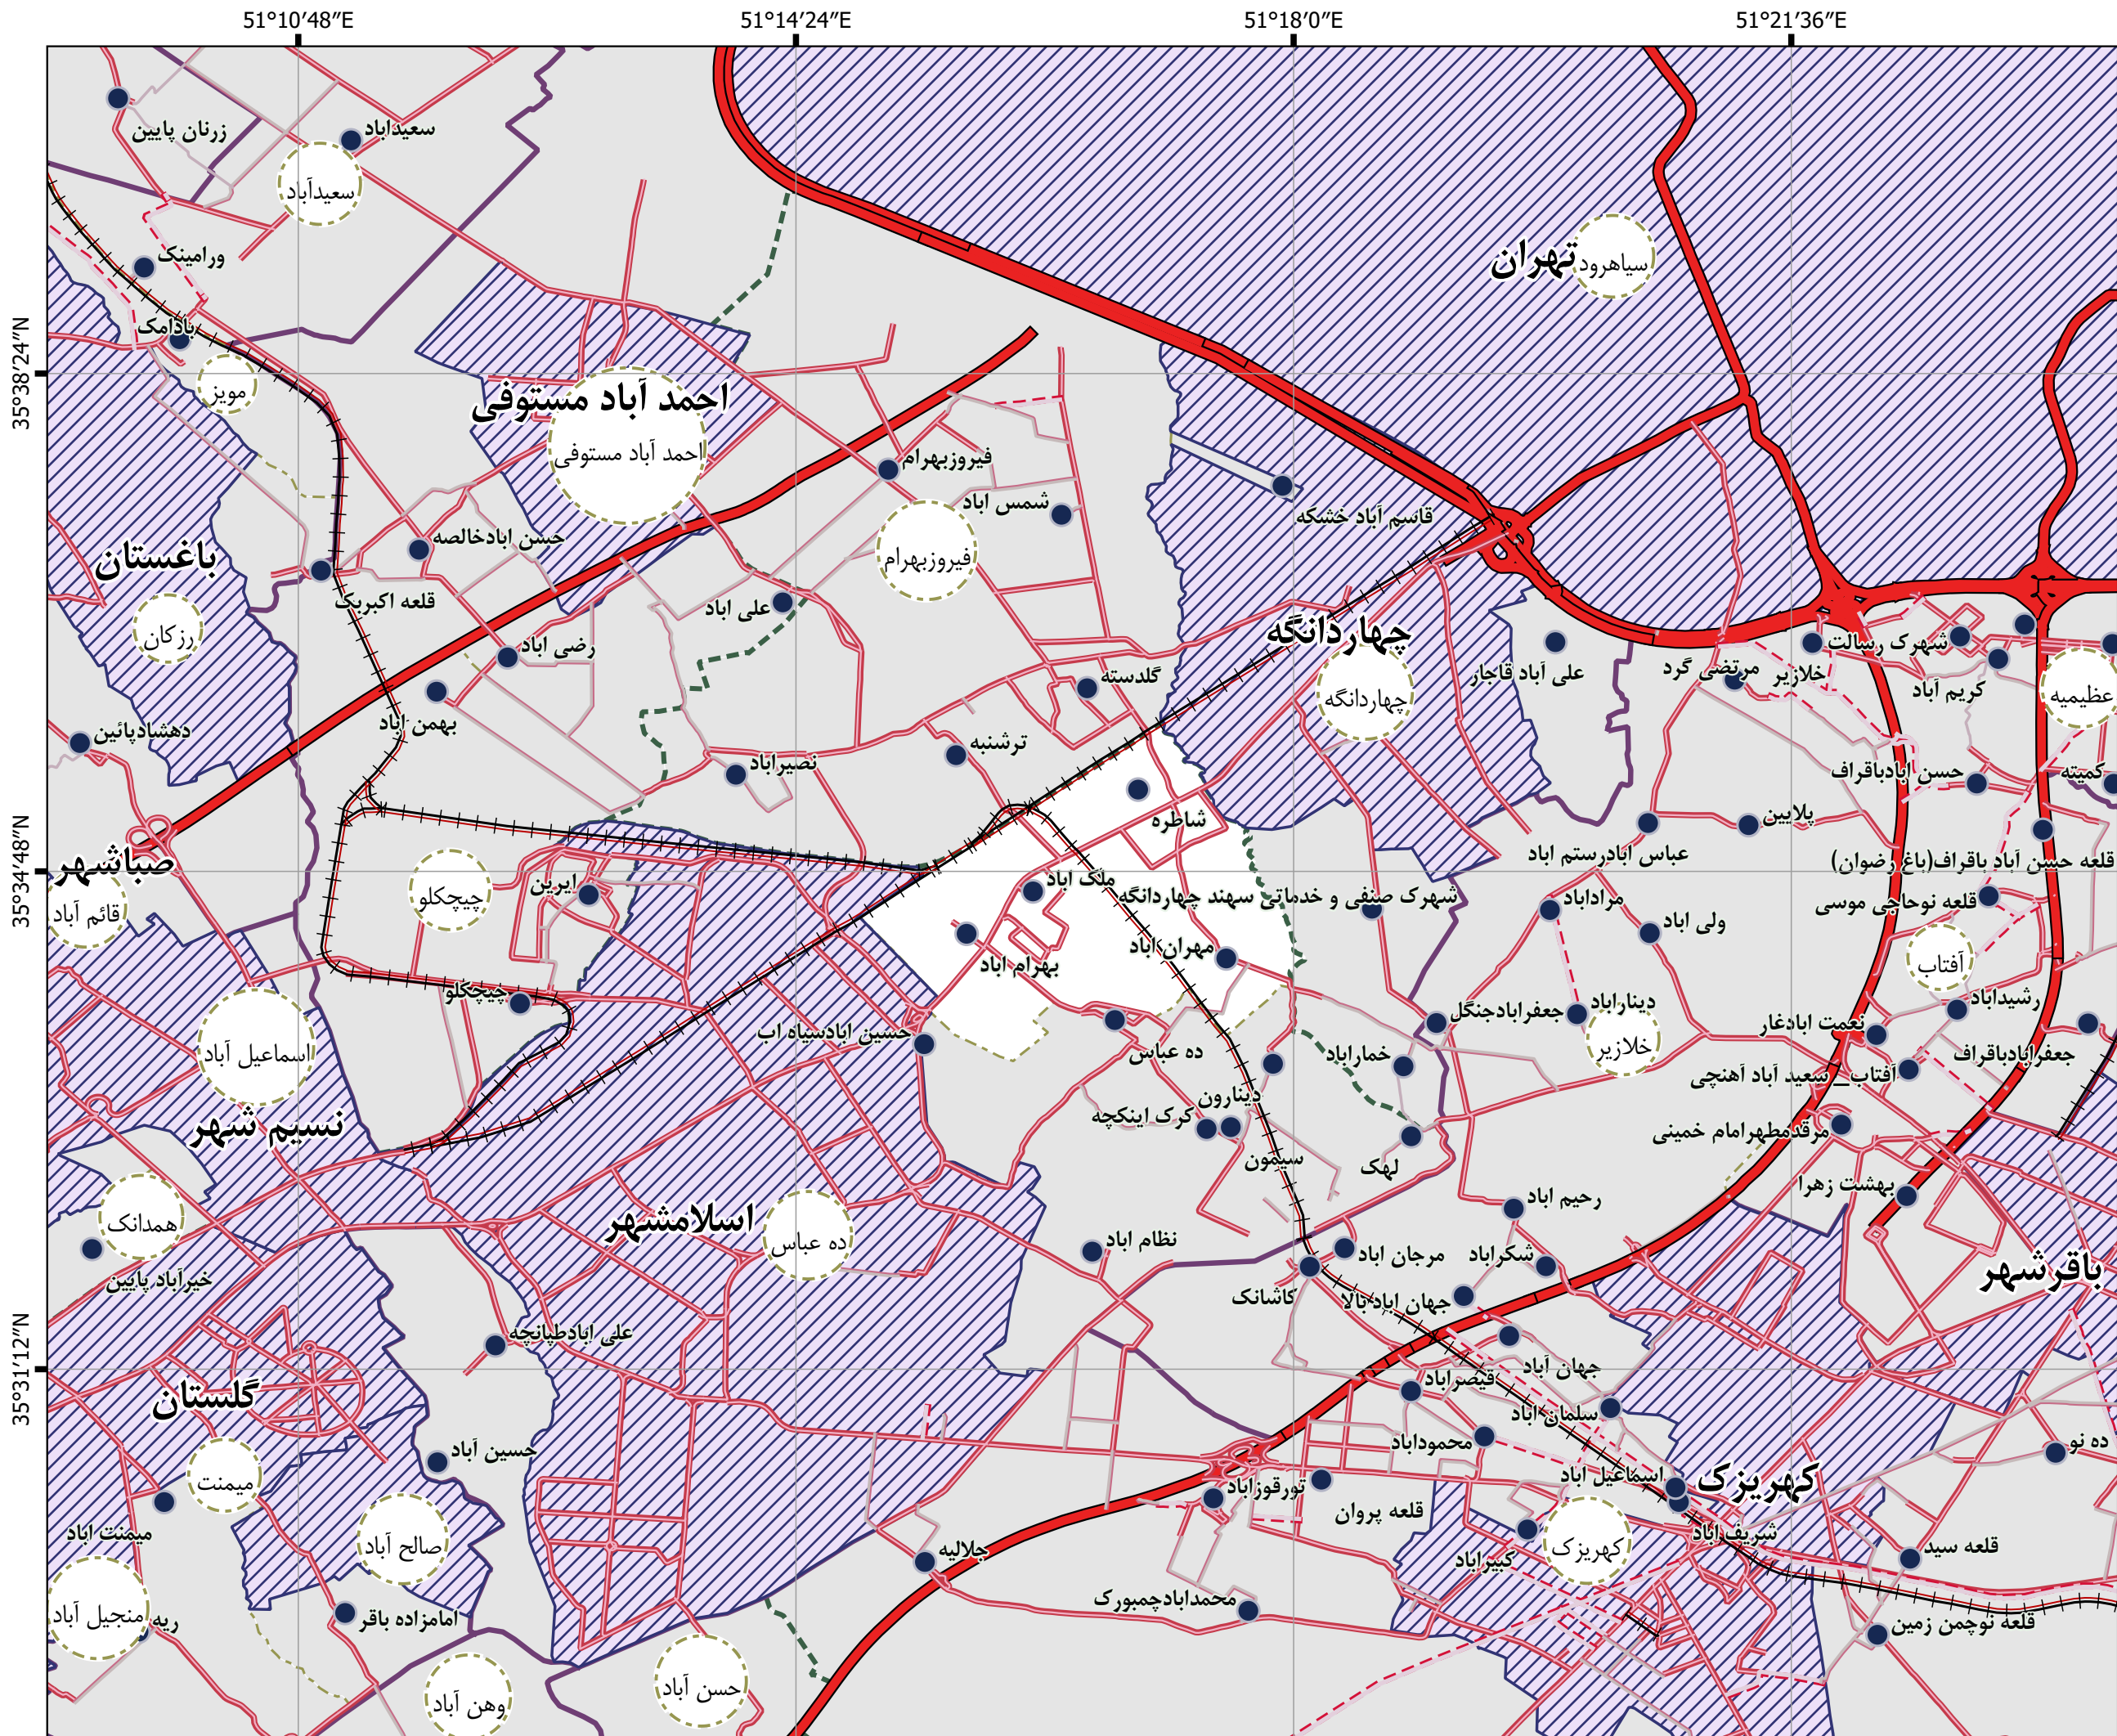 51°10′48″E
51°14′24″E
51°18′0″E
51°21′36″E
35°38′24″N
35°34′48″N
35°31′12″N
زرنان پایین
سعیداباد
سعیدآباد
ورامینک
بادامک
مویز
تهران
سیاهرود
احمد آباد مستوفی
احمد آباد مستوفی
فیروزبهرام
شمس اباد
قاسم آباد خشکه
حسن ابادخالصه
باغستان
فیروزبهرام
قلعه اکبربک
علی اباد
رزکان
رضی اباد
چهاردانگه
علی آباد قاجار
مرتضی گرد
خلازیر
شهرک رسالت
کریم آباد
عظیمیه
گلدسته
چهاردانگه
بهمن اباد
دهشادپائین
ترشنبه
نصیراباد
حسن ابادباقراف
کمیته
شاطره
پلایین
عباس ابادرستم اباد
قلعه حسن آباد باقراف(باغ رضوان)
صباشهر
قائم آباد
چیچکلو
ایرین
ملک اباد
شهرک صنفی و خدماتی سهند چهاردانگه
مراداباد
قلعه نوحاجی موسی
ولی اباد
بهرام اباد
مهران اباد
آفتاب
چیچکلو
جعفرابادجنگل
دیناراباد
رشیداباد
نعمت ابادغار
حسین ابادسیاه اب
اسماعیل آباد
ده عباس
خماراباد
خلازیر
جعفرابادباقراف
آفتاب_ سعید آباد آهنچی
دینارون
کرک اینکچه
نسیم شهر
مرقدمطهرامام خمینی
سیمون
لهک
بهشت زهرا
رحیم اباد
همدانک
اسلامشهر
ده عباس
نظام اباد
مرجان اباد
شکراباد
باقرشهر
خیرآباد پایین
کاشانک
جهان ابادبالا
علی ابادطپانچه
جهان آباد
قیصراباد
گلستان
سلمان اباد
محموداباد
ده نو
حسین آباد
میمنت
اسماعیل اباد
کهریزک
تورقوزاباد
قلعه پروان
میمنت اباد
شریف اباد
صالح آباد
جلالیه
کبیراباد
کهریزک
قلعه سید
محمدابادچمبورک
منجیل آباد
ریه
امامزاده باقر
قلعه نوچمن زمین
وهن آباد
حسن آباد